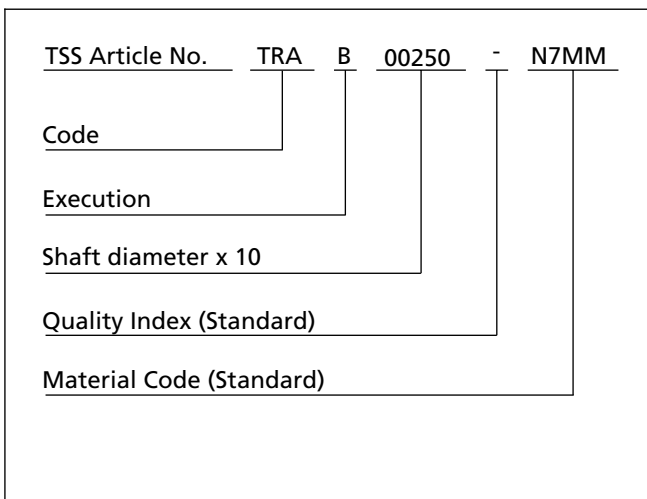 TSS Article No. TRA B 00250 - N7MM
Code
Execution
Shaft diameter x 10
Quality Index (Standard)
Material Code (Standard)